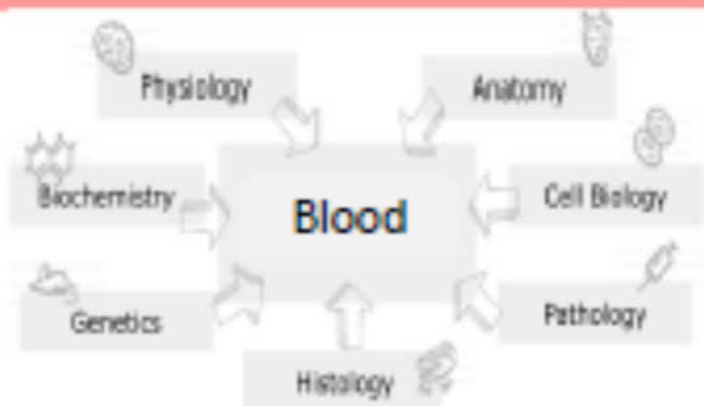 Physiology
Anatomy
Biochemistry
Blood
Cell Biology
Genetics
Pathology
Histology